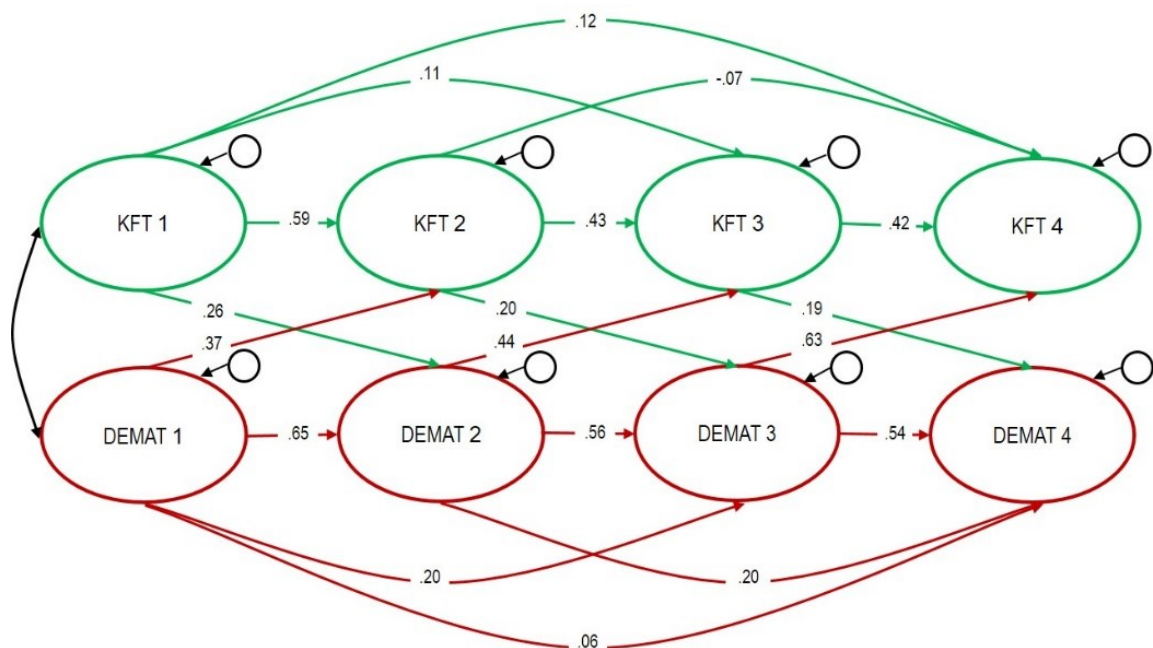 .12
.11
-.07
KFT 1
.59
KFT 2
.43
KFT 3
.42
KFT 4
.26
.37
.20
.44
.19
.63
DEMAT 1
.65
DEMAT 2
.56
DEMAT 3
.54
DEMAT 4
.20
.20
.06